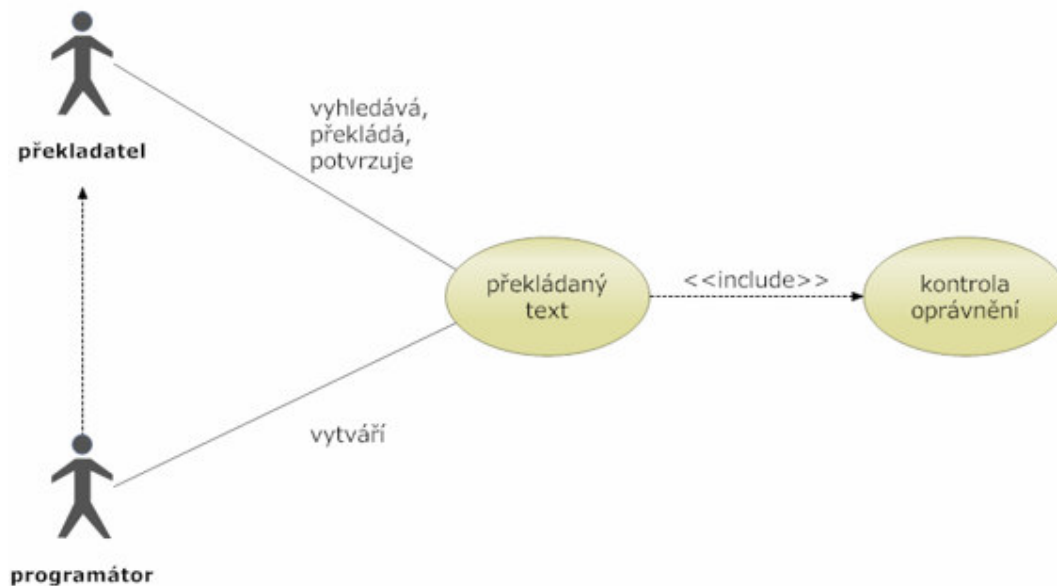 překladatel
vyhledává,
překládá,
potvrzuje
překládaný
text
<<include>>
kontrola
oprávnění
vytváří
programátor